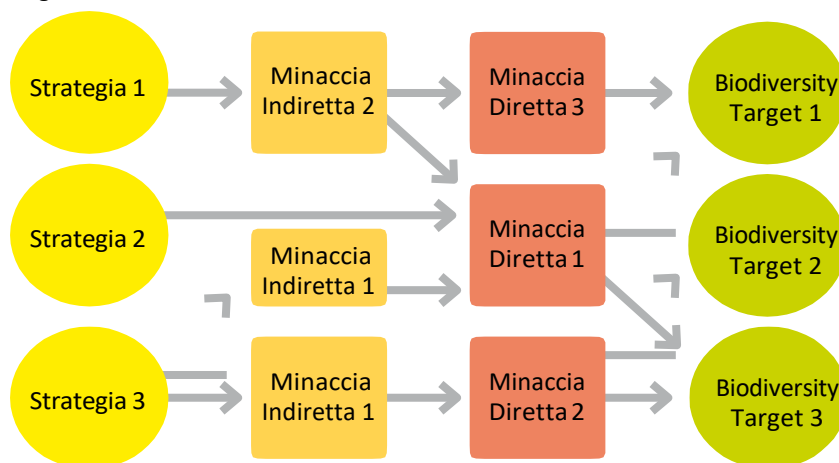 Strategia 1
Minaccia
Indiretta 2
Minaccia
Diretta 3
Biodiversity
Target 1
Strategia 2
Minaccia
Indiretta 1
Minaccia
Diretta 1
Biodiversity
Target 2
Strategia 3
Minaccia
Indiretta 1
Minaccia
Diretta 2
Biodiversity
Target 3